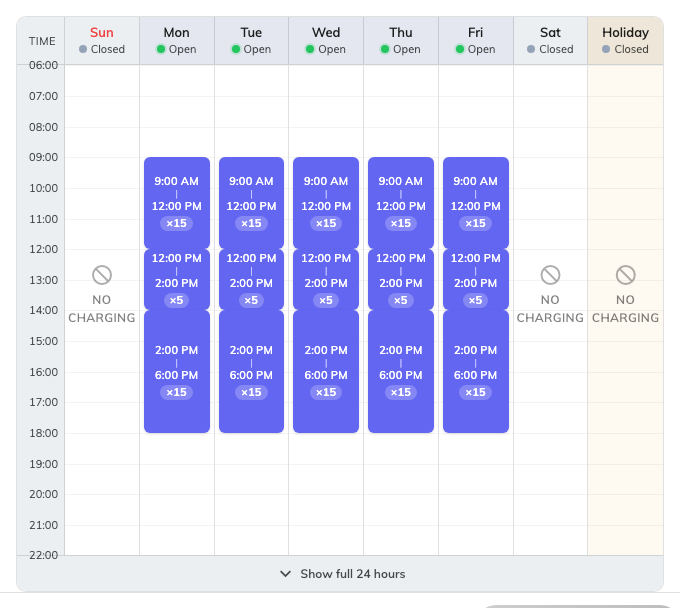 TIME
Sun
Closed
Mon
Open
Tue
Open
Wed
Open
Thu
Open
Fri
Open
Sat
Closed
Holiday
Closed
06:00
07:00
08:00
09:00
10:00
11:00
12:00
13:00
14:00
15:00
16:00
17:00
18:00
19:00
20:00
21:00
22:00
NO
CHARGING
9:00 AM
12:00 PM
×15
12:00 PM
2:00 PM
×5
2:00 PM
6:00 PM
×15
9:00 AM
12:00 PM
×15
12:00 PM
2:00 PM
×5
2:00 PM
6:00 PM
×15
9:00 AM
12:00 PM
×15
12:00 PM
2:00 PM
×5
2:00 PM
6:00 PM
×15
9:00 AM
12:00 PM
×15
12:00 PM
2:00 PM
×5
2:00 PM
6:00 PM
×15
9:00 AM
12:00 PM
×15
12:00 PM
2:00 PM
×5
2:00 PM
6:00 PM
×15
NO
CHARGING
NO
CHARGING
Show full 24 hours